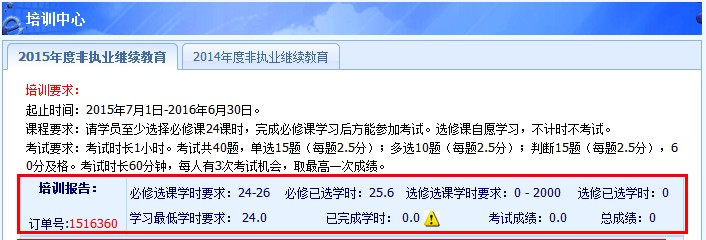 培训中心
2015年度非执业继续教育 2014年度非执业继续教育
培训要求：
起止时间：2015年7月1日-2016年6月30日。
课程要求：请学员至少选择必修课24课时，完成必修课学习后方能参加考试。选修课自愿学习，不计时不考试。
考试要求：考试时长1小时。考试共40题，单选15题（每题2.5分）；多选10题（每题2.5分）；判断15题（每题2.5分），6
0分及格。考试时长60分钟，每人有3次考试机会，取最高一次成绩。
培训报告： 必修选课学时要求：24-26 必修已选学时：25.6 选修选课学时要求：0 - 2000 选修已选学时：0
订单号:1516360 学习最低学时要求： 24.0 已完成学时： 0.0 考试成绩：0.0 总成绩：0